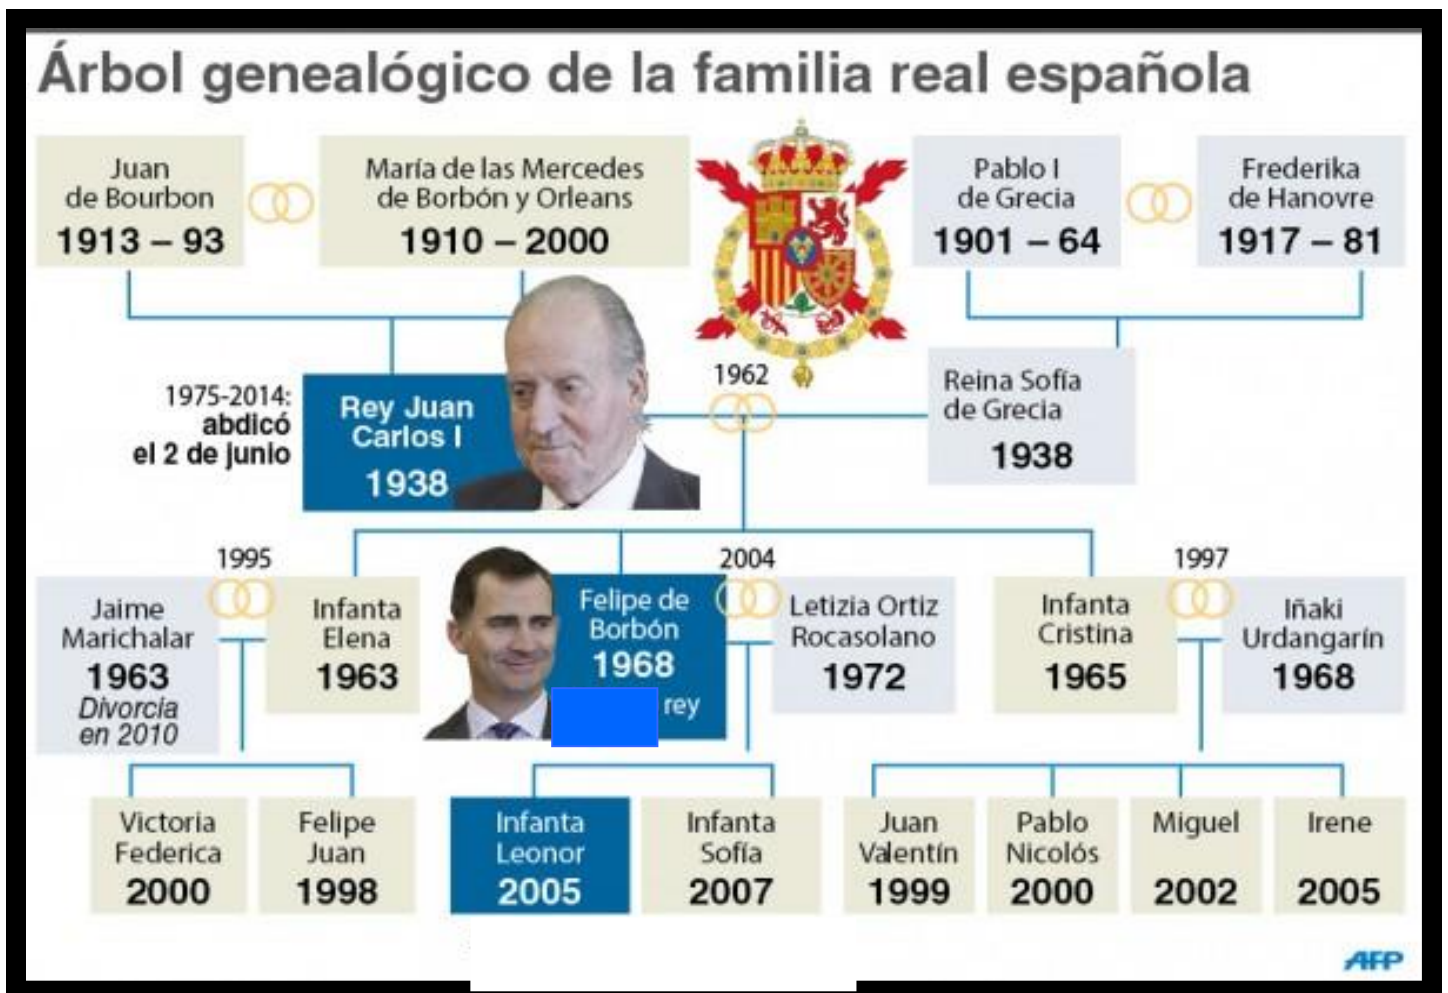 Árbol genealógico de la familia real española
Juan
de Bourbon
1913 – 93
María de las Mercedes
de Borbón y Orleans
1910 – 2000
Pablo I
de Grecia
1901 – 64
Frederika
de Hanovre
1917 – 81
1975-2014:
abdicó
el 2 de junio
Rey Juan
Carlos I
1938
1962
Reina Sofía
de Grecia
1938
1995
Jaime
Marichalar
1963
Divorcia
en 2010
Infanta
Elena
1963
Felipe de
Borbón
1968
rey
2004
Letizia Ortiz
Rocasolano
1972
Infanta
Cristina
1965
1997
Iñaki
Urdangarín
1968
Victoria
Federica
2000
Felipe
Juan
1998
Infanta
Leonor
2005
Infanta
Sofía
2007
Juan
Valentín
1999
Pablo
Nicolós
2000
Miguel
2002
Irene
2005
AFP